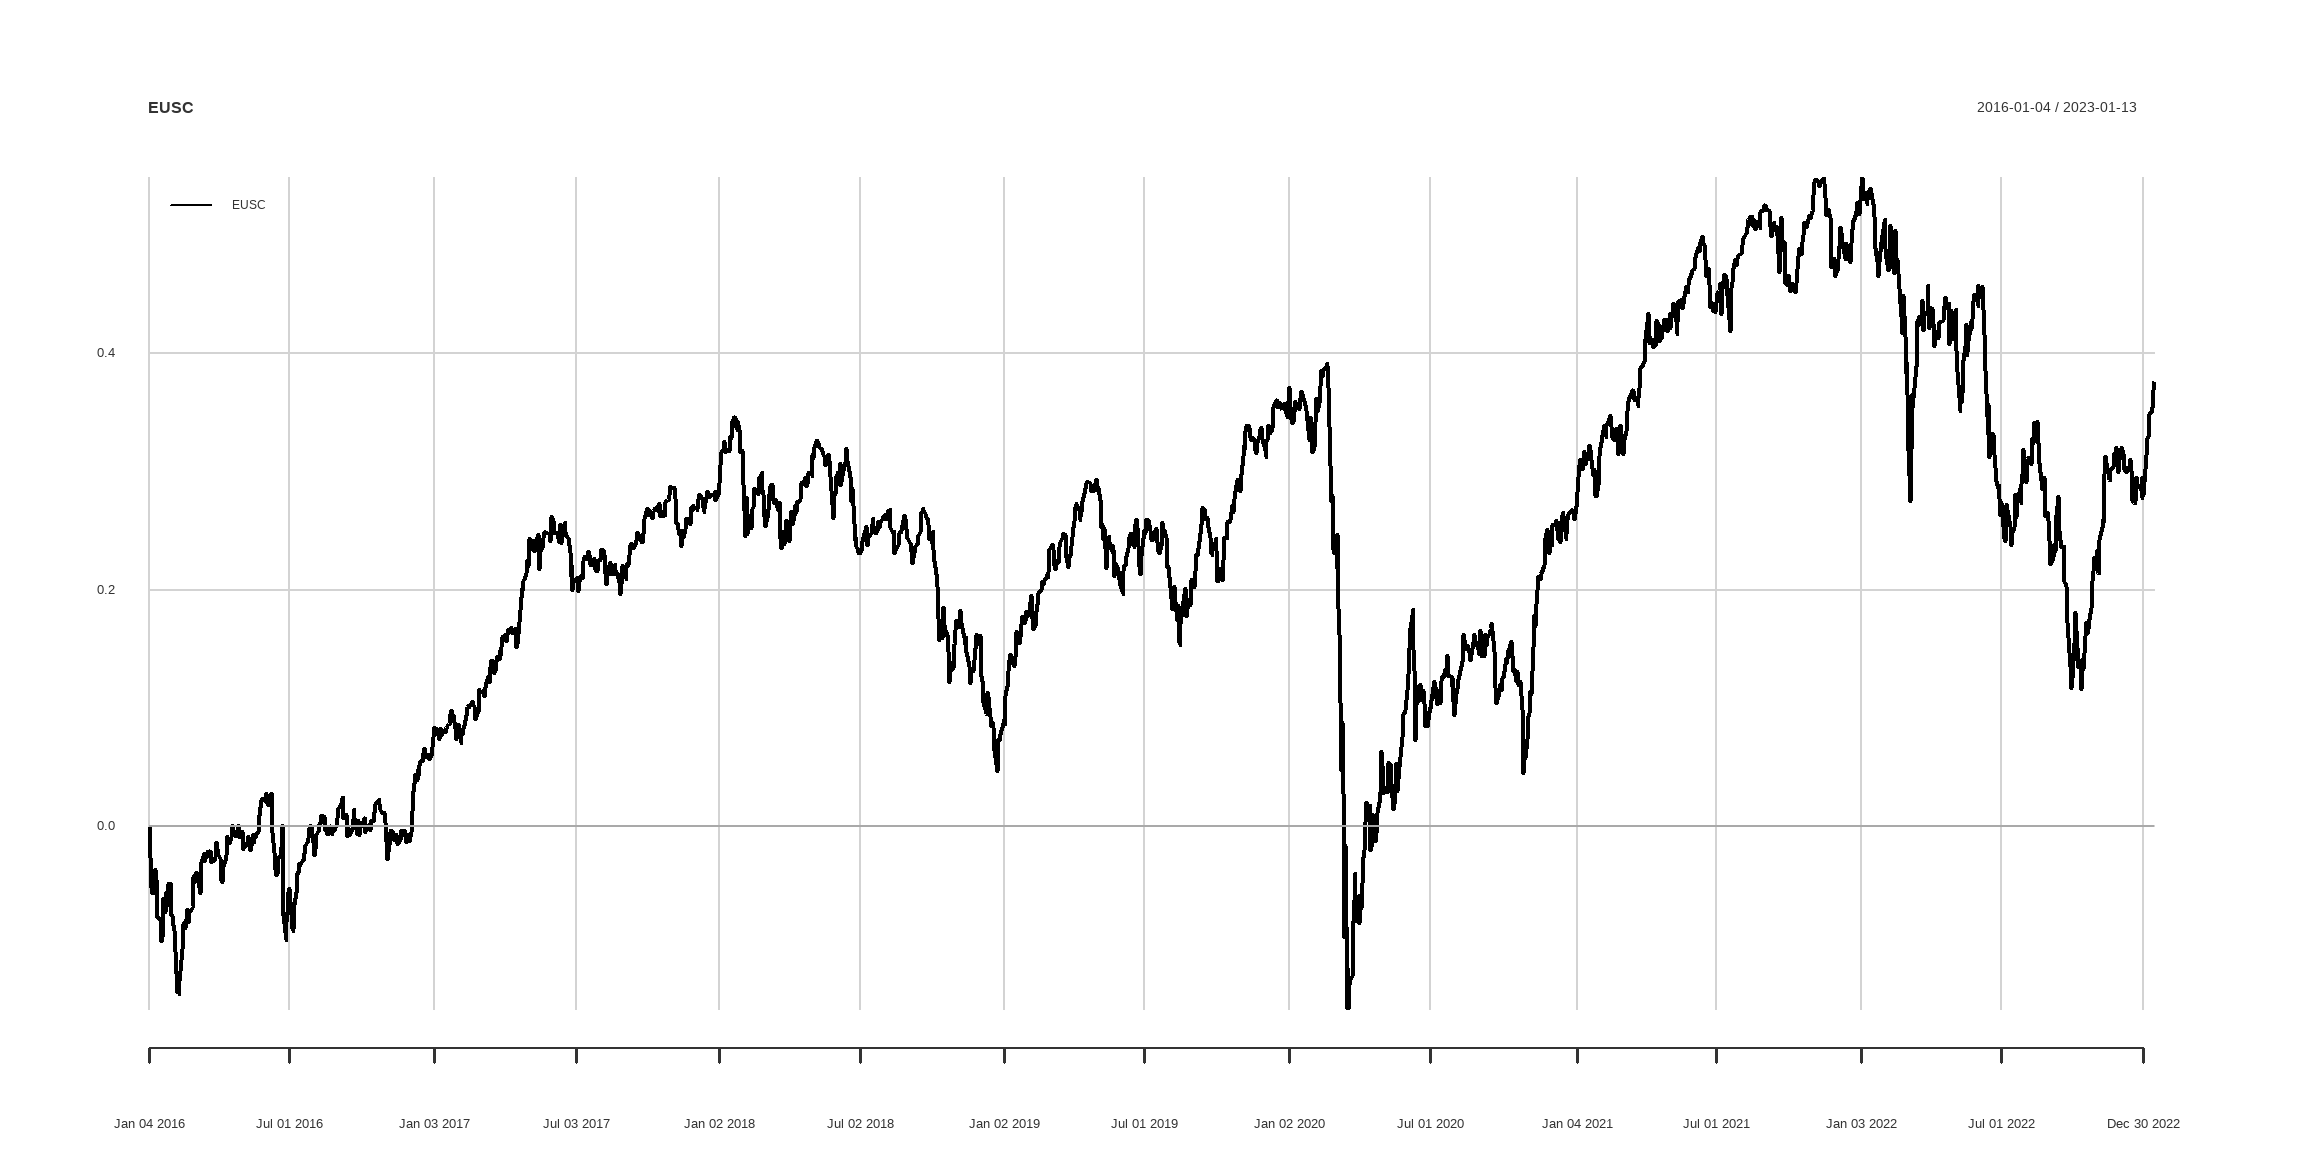 EUSC
2016-01-04 / 2023-01-13
EUSC
0.4
0.2
0.0
Jan 04 2016
Jul 01 2016
Jan 03 2017
Jul 03 2017
Jan 02 2018
Jul 02 2018
Jan 02 2019
Jul 01 2019
Jan 02 2020
Jul 01 2020
Jan 04 2021
Jul 01 2021
Jan 03 2022
Jul 01 2022
Dec 30 2022